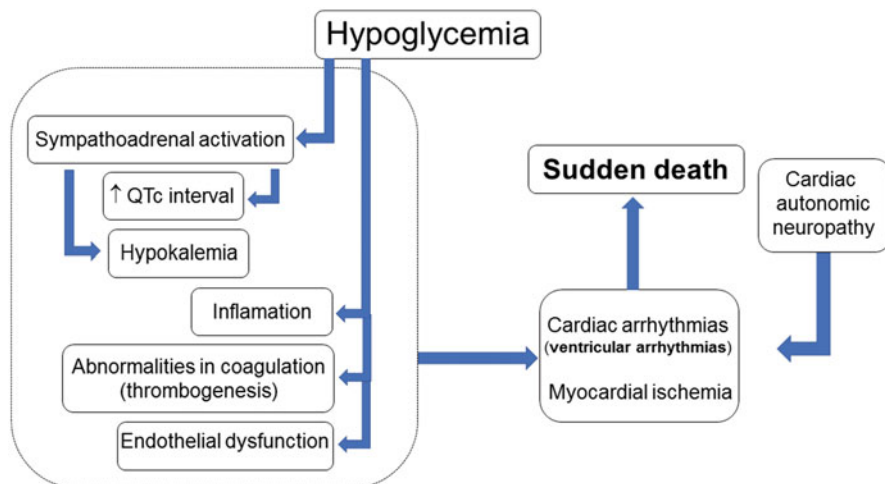 Hypoglycemia
Sympathoadrenal activation
↑ QTc interval
Hypokalemia
Inflamation
Abnormalities in coagulation
(thrombogenesis)
Endothelial dysfunction
Sudden death
Cardiac
autonomic
neuropathy
Cardiac arrhythmias
(ventricular arrhythmias)
Myocardial ischemia